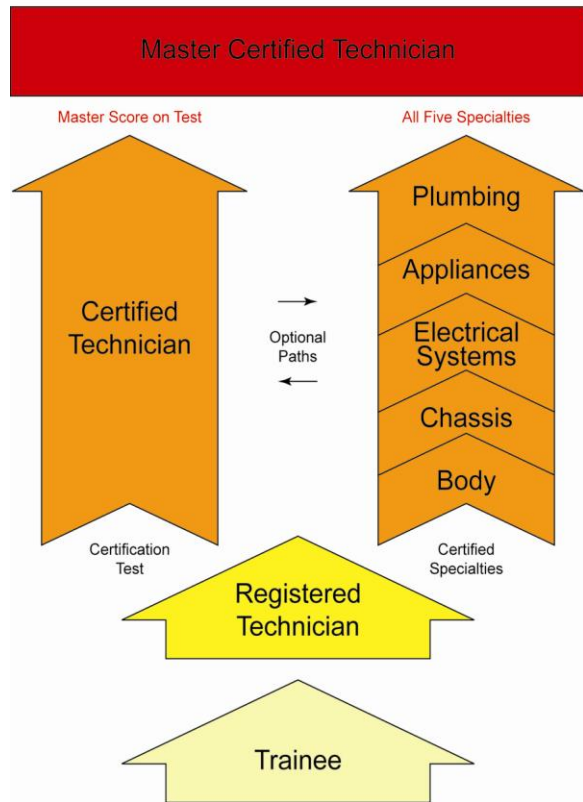 Master Certified Technician
Master Score on Test
All Five Specialties
Plumbing
Appliances
Certified
Technician
Optional
Paths
Electrical
Systems
Chassis
Body
Certification
Test
Certified
Specialties
Registered
Technician
Trainee